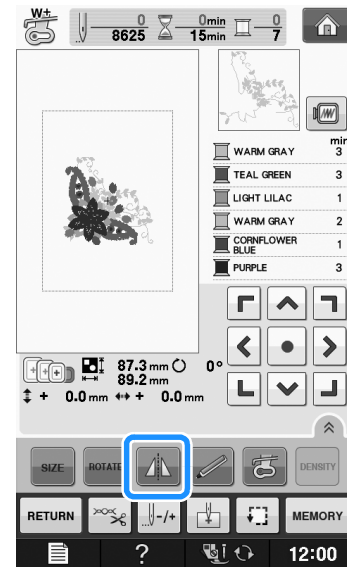 W+
0
8625
0min
15min
0
7
min
WARM GRAY 3
TEAL GREEN 3
LIGHT LILAC 1
WARM GRAY 2
CORNFLOWER
BLUE 1
PURPLE 3
87.3 mm 0°
89.2 mm
+ 0.0 mm + 0.0 mm
SIZE ROTATE DENSITY
RETURN -/+ MEMORY
? 12:00